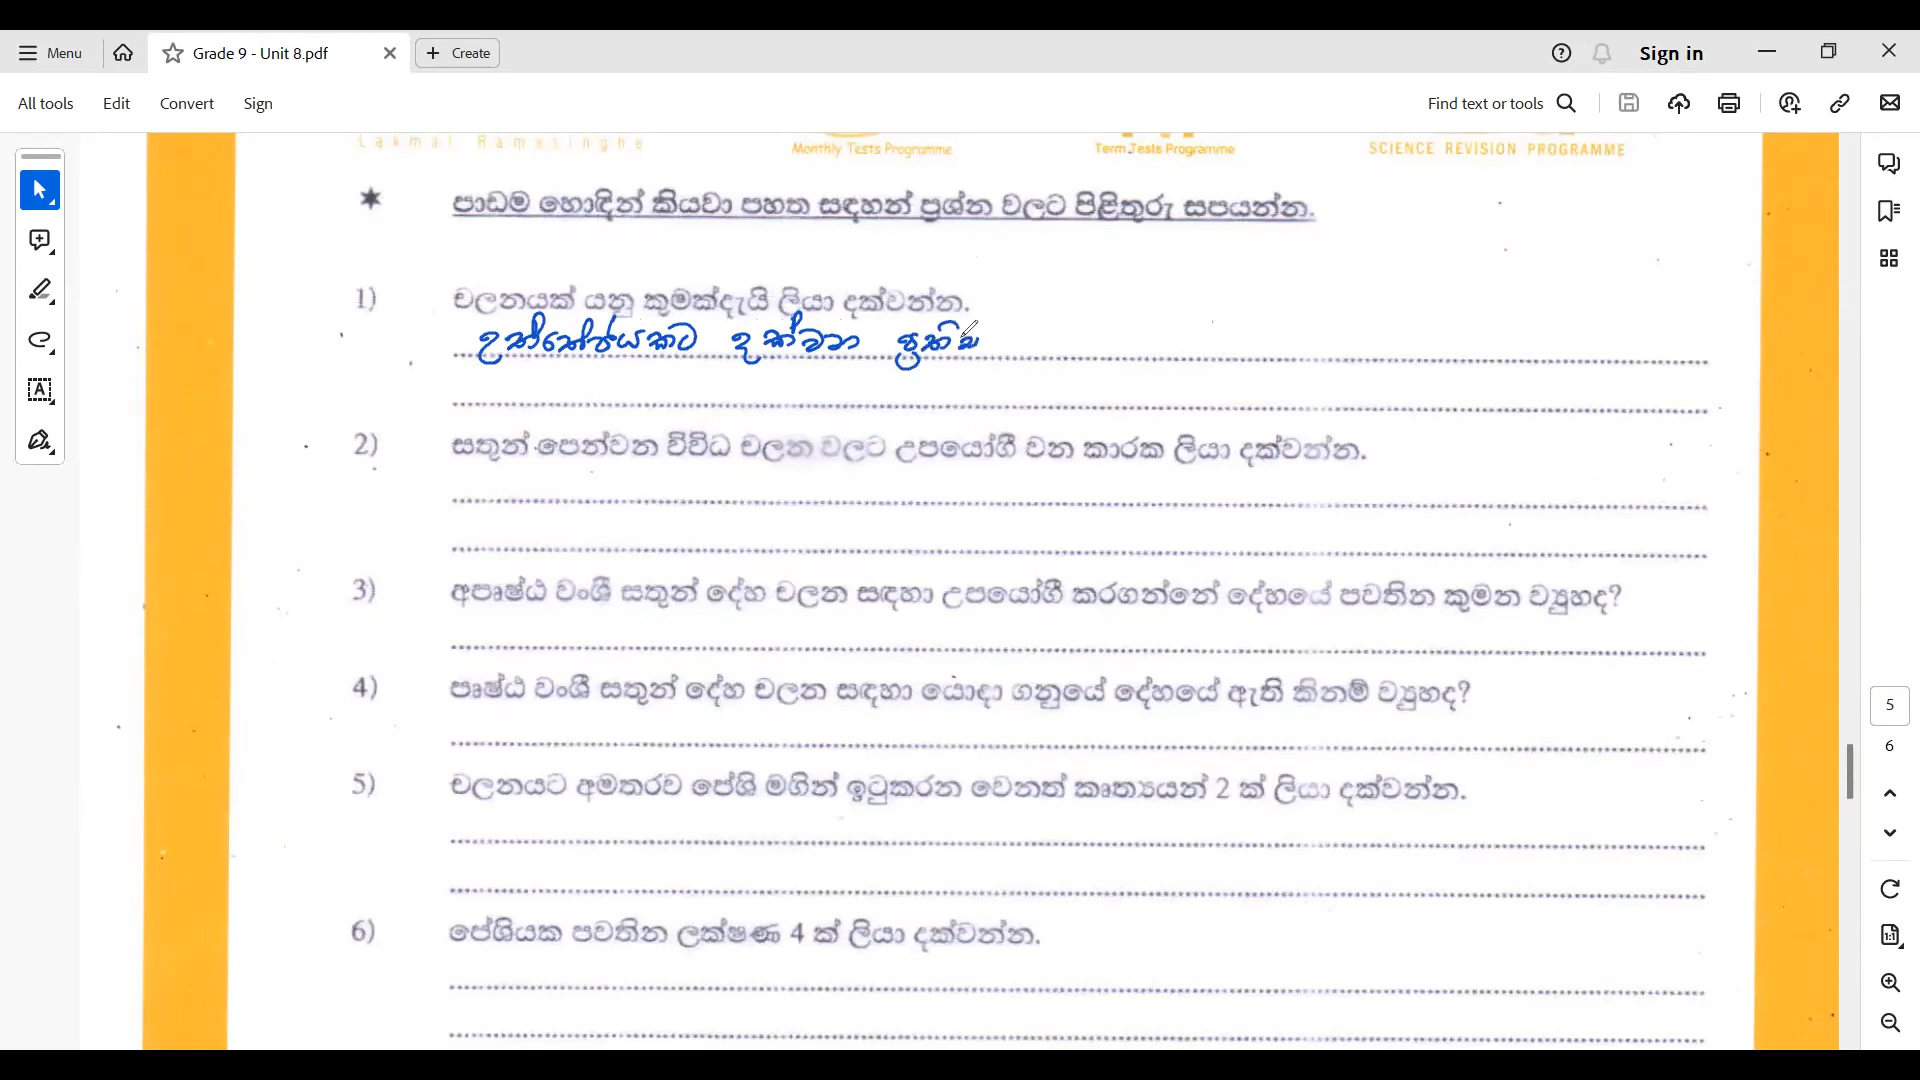 Menu
Grade 9 - Unit 8.pdf
Create
Sign in
All tools Edit Convert Sign
Find text or tools
Lakmal Ramasinghe
Monthly Tests Programme
Term Tests Programme
SCIENCE REVISION PROGRAMME
පාඩම හොඳින් කියවා පහත සඳහන් ප්‍රශ්න වලට පිළිතුරු සපයන්න.
1) චලනයක් යනු කුමක්දැයි ලියා දක්වන්න.
උත්තේජයකට දක්වන
2) සතුන් පෙන්වන විවිධ චලන වලට උපයෝගී වන කාරක ලියා දක්වන්න.
3) අපෘෂ්ඨ වංශී සතුන් දේහ චලන සඳහා උපයෝගී කරගන්නේ දේහයේ පවතින කුමන ව්‍යුහද?
4) පෘෂ්ඨ වංශී සතුන් දේහ චලන සඳහා යොදා ගනුයේ දේහයේ ඇති කිනම් ව්‍යුහද?
5) චලනයට අමතරව පේශි මගින් ඉටුකරන වෙනත් කෘත්‍යයන් 2 ක් ලියා දක්වන්න.
6) පේශියක පවතින ලක්ෂණ 4 ක් ලියා දක්වන්න.
5
6